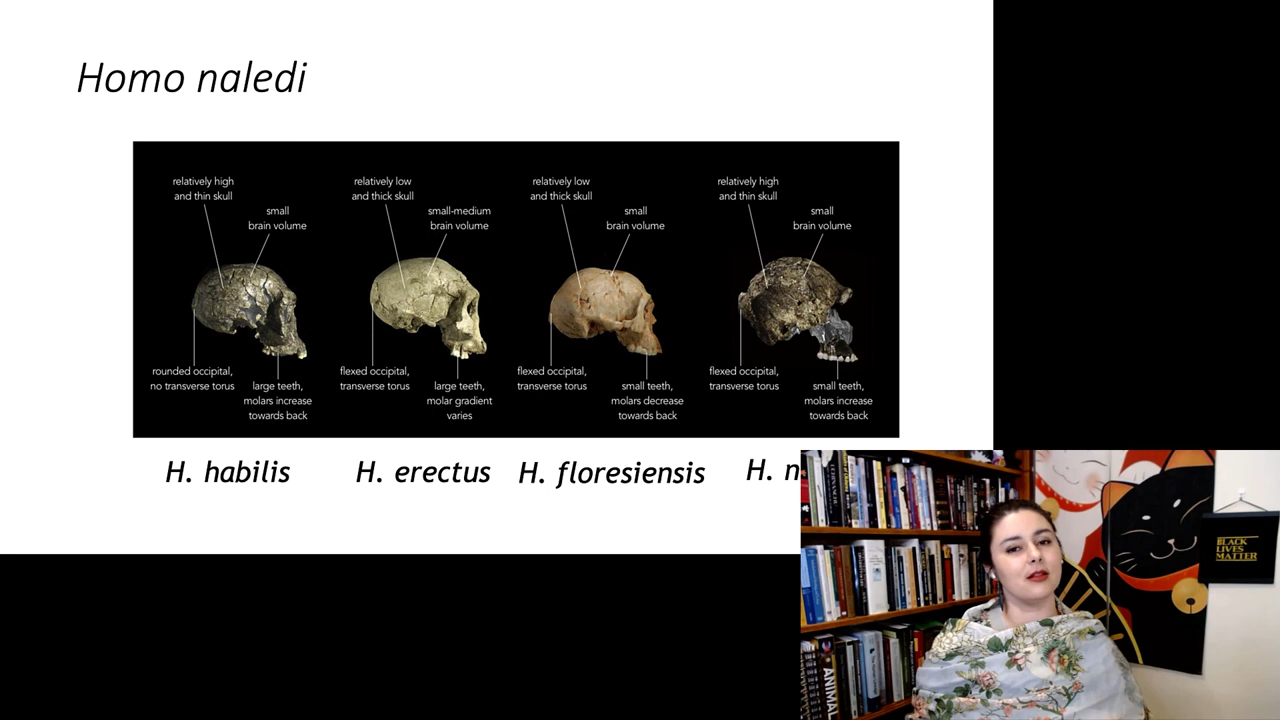 Homo naledi
relatively high
and thin skull
small
brain volume
rounded occipital,
no transverse torus
large teeth,
molars increase
towards back
relatively low
and thick skull
small-medium
brain volume
flexed occipital,
transverse torus
large teeth,
molar gradient
varies
relatively low
and thick skull
small
brain volume
flexed occipital,
transverse torus
small teeth,
molars decrease
towards back
relatively high
and thin skull
small
brain volume
flexed occipital,
transverse torus
small teeth,
molars increase
towards back
H. habilis
H. erectus
H. floresiensis
H. n
BLACK
LIVES
MATTER
ANIMAL